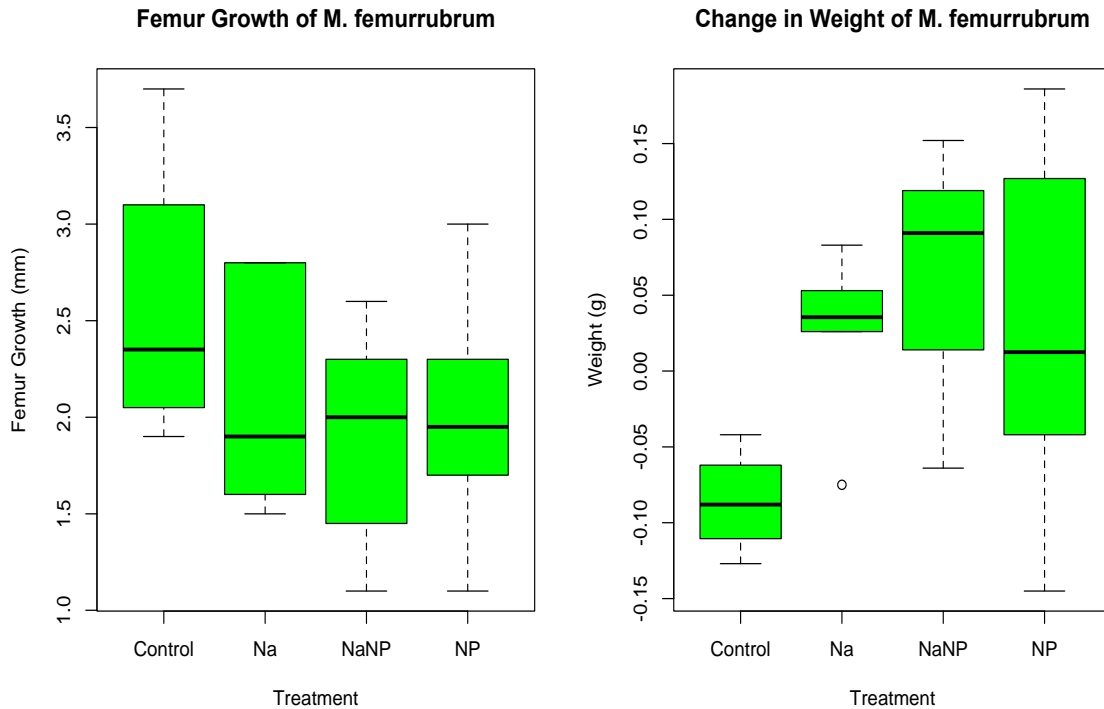 Femur Growth of M. femurrubrum
Femur Growth (mm)
3.5
3.0
2.5
2.0
1.5
1.0
Control Na NaNP NP
Treatment
Change in Weight of M. femurrubrum
Weight (g)
0.15
0.10
0.05
0.00
-0.05
-0.10
-0.15
Control Na NaNP NP
Treatment